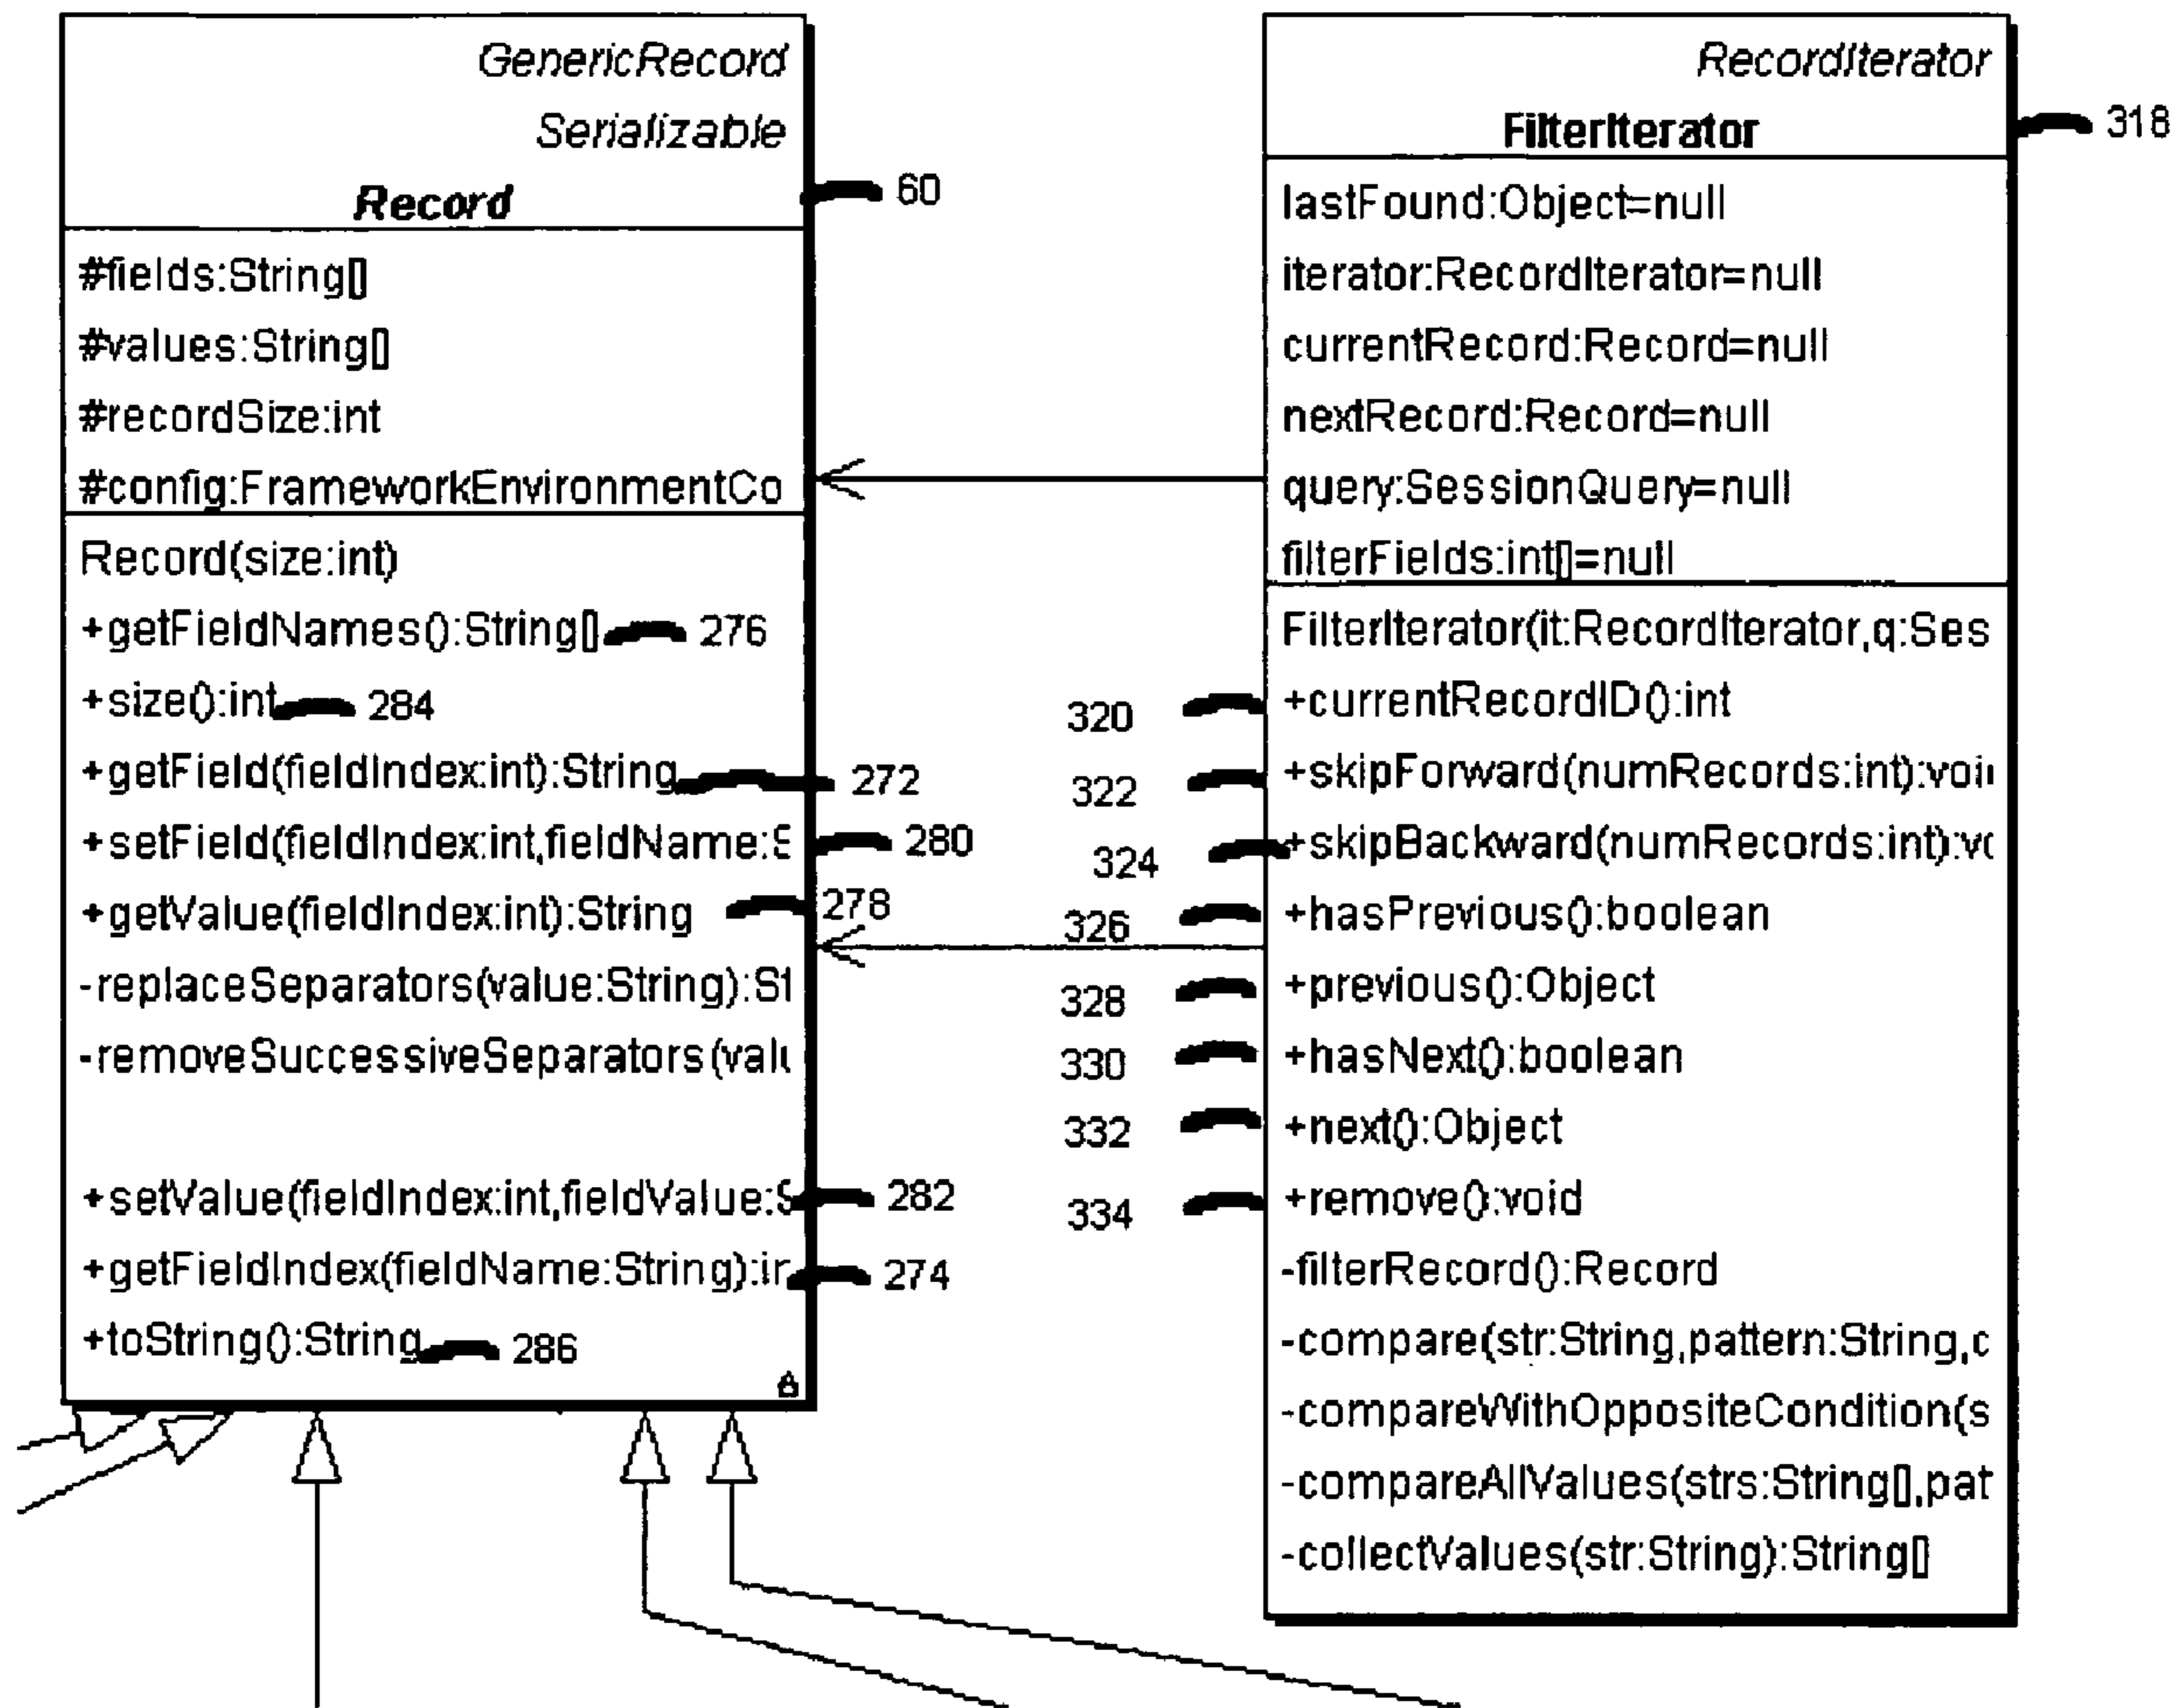 GenericRecord
Serializable
Record
60
#fields:String[]
#values:String[]
#recordSize:int
#config:FrameworkEnvironmentCo
Record(size:int)
+getFieldNames():String[] 276
+size():int 284
+getField(fieldIndex:int):String 272
+setField(fieldIndex:int,fieldName:S 280
+getValue(fieldIndex:int):String 278
-replaceSeparators(value:String):St
-removeSuccessiveSeparators(valu
+setValue(fieldIndex:int,fieldValue:S 282
+getFieldIndex(fieldName:String):in 274
+toString():String 286
RecordIterator
FilterIterator 318
lastFound:Object=null
iterator:RecordIterator=null
currentRecord:Record=null
nextRecord:Record=null
query:SessionQuery=null
filterFields:int[]=null
FilterIterator(it:RecordIterator,q:Ses
320 +currentRecordID():int
322 +skipForward(numRecords:int):voi
324 +skipBackward(numRecords:int):vo
326 +hasPrevious():boolean
328 +previous():Object
330 +hasNext():boolean
332 +next():Object
334 +remove():void
-filterRecord():Record
-compare(str:String,pattern:String,c
-compareWithOppositeCondition(s
-compareAllValues(strs:String[],pat
-collectValues(str:String):String[]